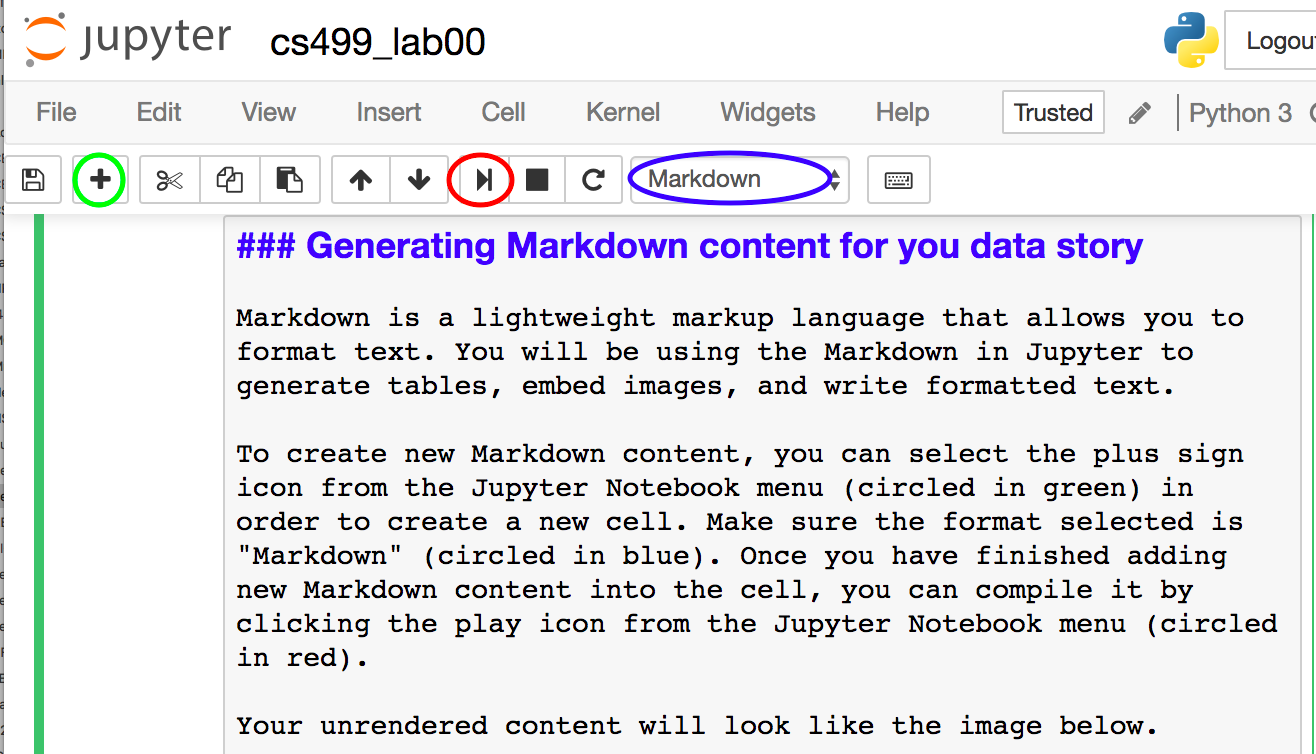 jupyter cs499_lab00
Logou
File Edit View Insert Cell Kernel Widgets Help Trusted Python 3
Markdown
### Generating Markdown content for you data story
Markdown is a lightweight markup language that allows you to
format text. You will be using the Markdown in Jupyter to
generate tables, embed images, and write formatted text.
To create new Markdown content, you can select the plus sign
icon from the Jupyter Notebook menu (circled in green) in
order to create a new cell. Make sure the format selected is
"Markdown" (circled in blue). Once you have finished adding
new Markdown content into the cell, you can compile it by
clicking the play icon from the Jupyter Notebook menu (circled
in red).
Your unrendered content will look like the image below.